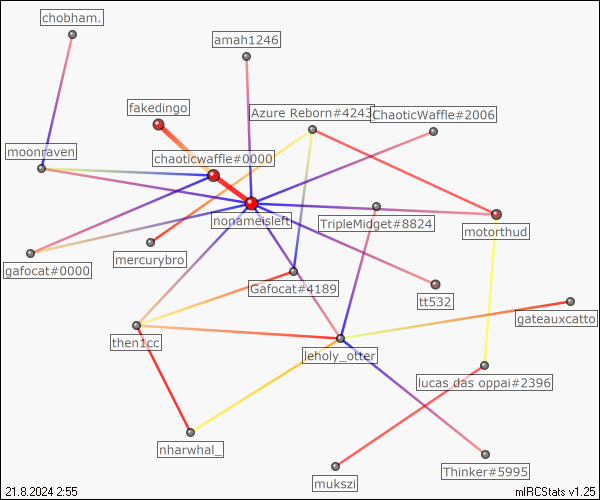 chobham.
amah1246
fakedingo
Azure Reborn#4243
ChaoticWaffle#2006
moonraven
chaoticwaffle#0000
nonameisleft
TripleMidget#8824
motorthud
gafocat#0000
mercurybro
Gafocat#4189
tt532
gateauxcatto
then1cc
leholy_otter
lucas das oppai#2396
nharwhal_
mukszi
Thinker#5995
21.8.2024 2:55
mIRCStats v1.25